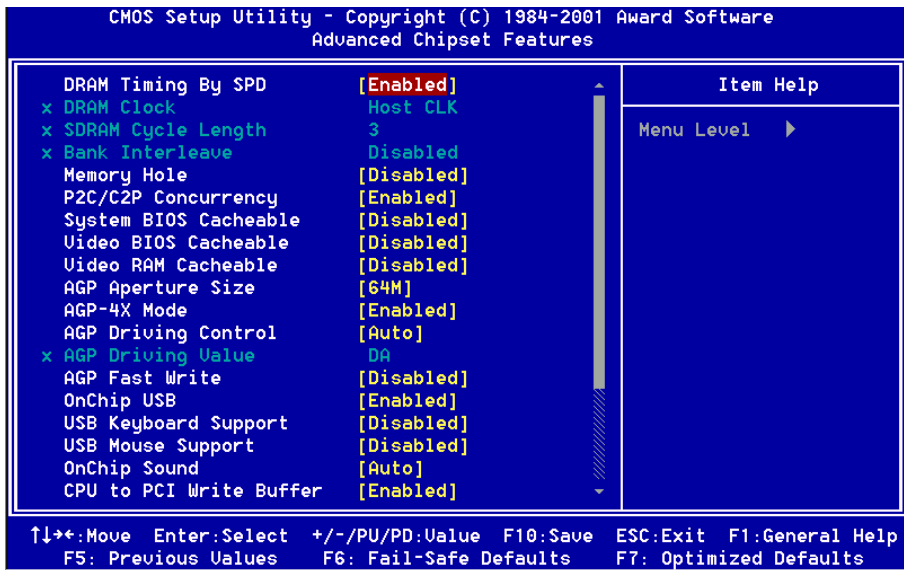 CMOS Setup Utility - Copyright (C) 1984-2001 Award Software
Advanced Chipset Features
DRAM Timing By SPD [Enabled]
x DRAM Clock Host CLK
x SDRAM Cycle Length 3
x Bank Interleave Disabled
Memory Hole [Disabled]
P2C/C2P Concurrency [Enabled]
System BIOS Cacheable [Disabled]
Video BIOS Cacheable [Disabled]
Video RAM Cacheable [Disabled]
AGP Aperture Size [64M]
AGP-4X Mode [Enabled]
AGP Driving Control [Auto]
x AGP Driving Value DA
AGP Fast Write [Disabled]
OnChip USB [Enabled]
USB Keyboard Support [Disabled]
USB Mouse Support [Disabled]
OnChip Sound [Auto]
CPU to PCI Write Buffer [Enabled]
Item Help
Menu Level
↑↓→←:Move Enter:Select +/-/PU/PD:Value F10:Save ESC:Exit F1:General Help
F5: Previous Values F6: Fail-Safe Defaults F7: Optimized Defaults